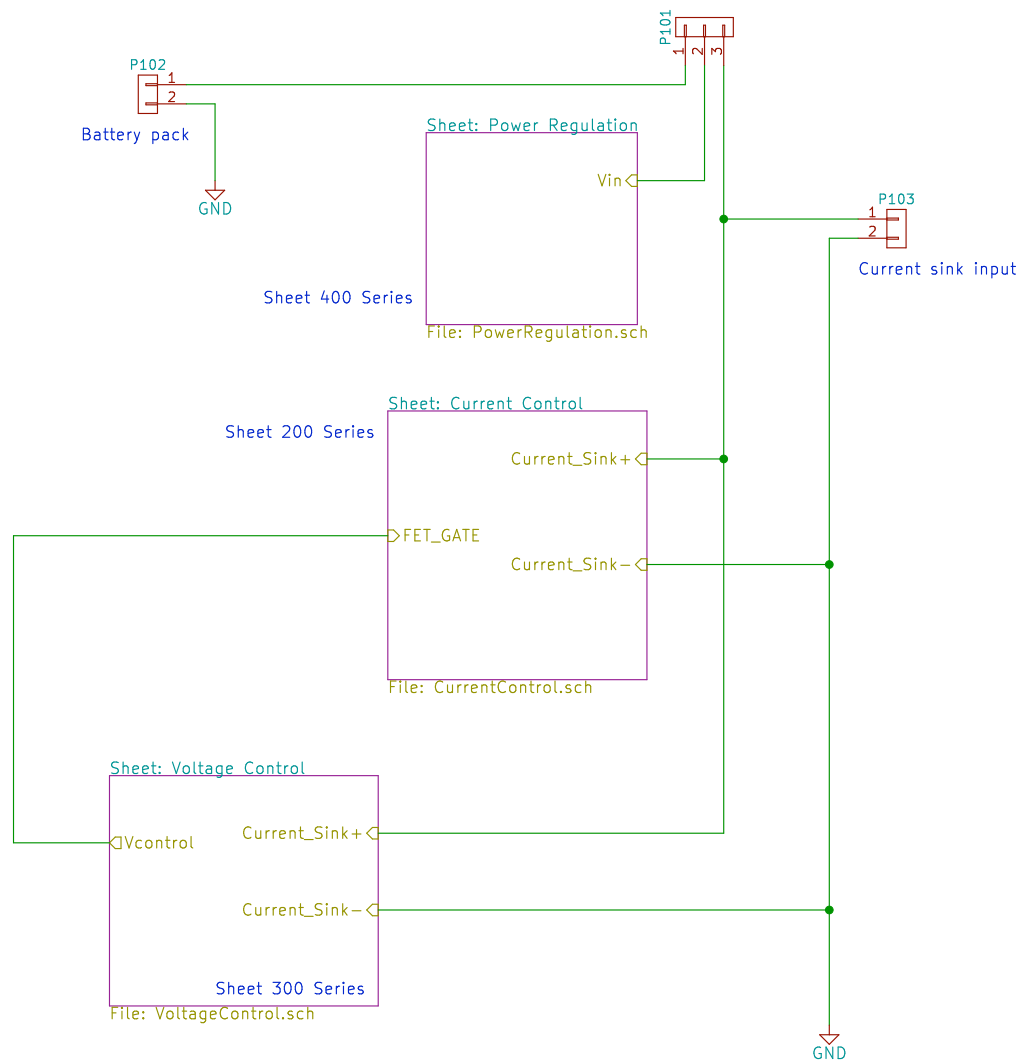 P101
1
2
3
P102
1
2
Battery pack
GND
Sheet: Power Regulation
Vin
Sheet 400 Series
File: PowerRegulation.sch
P103
1
2
Current sink input
Sheet: Current Control
Sheet 200 Series
Current_Sink+
FET_GATE
Current_Sink-
File: CurrentControl.sch
Sheet: Voltage Control
Current_Sink+
Vcontrol
Current_Sink-
Sheet 300 Series
File: VoltageControl.sch
GND